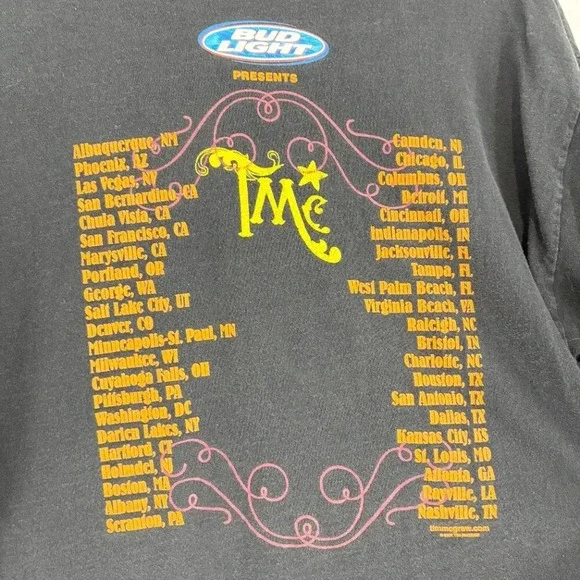 BUD
LIGHT
PRESENTS
TMc
Albuquerque, NM
Phoenix, AZ
Las Vegas, NV
San Bernardino, CA
Chula Vista, CA
San Francisco, CA
Marysville, CA
Portland, OR
George, WA
Salt Lake City, UT
Denver, CO
Minneapolis-St. Paul, MN
Milwaukee, WI
Cuyahoga Falls, OH
Pittsburgh, PA
Washington, DC
Darien Lakes, NY
Hartford, CT
Holmdel, NJ
Boston, MA
Albany, NY
Scranton, PA
Camden, NJ
Chicago, IL
Columbus, OH
Detroit, MI
Cincinnati, OH
Indianapolis, IN
Jacksonville, FL
Tampa, FL
West Palm Beach, FL
Virginia Beach, VA
Raleigh, NC
Bristol, TN
Charlotte, NC
Houston, TX
San Antonio, TX
Dallas, TX
Kansas City, KS
St. Louis, MO
Atlanta, GA
Rayville, LA
Nashville, TN
timmcgraw.com